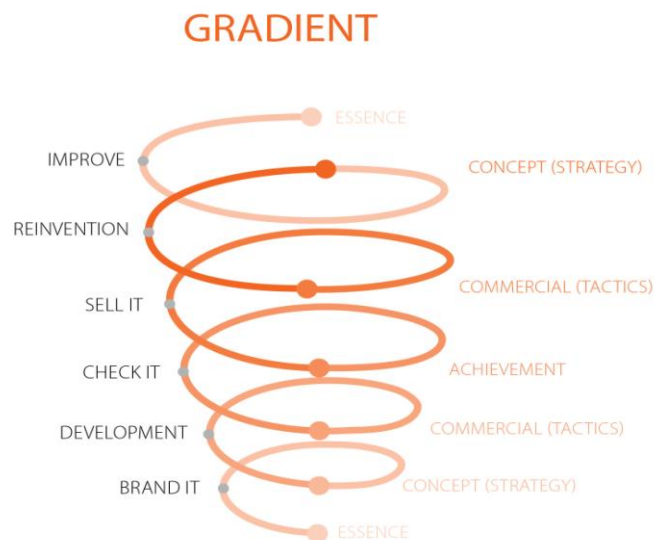 GRADIENT
ESSENCE
IMPROVE
CONCEPT (STRATEGY)
REINVENTION
COMMERCIAL (TACTICS)
SELL IT
ACHIEVEMENT
CHECK IT
COMMERCIAL (TACTICS)
DEVELOPMENT
CONCEPT (STRATEGY)
BRAND IT
ESSENCE